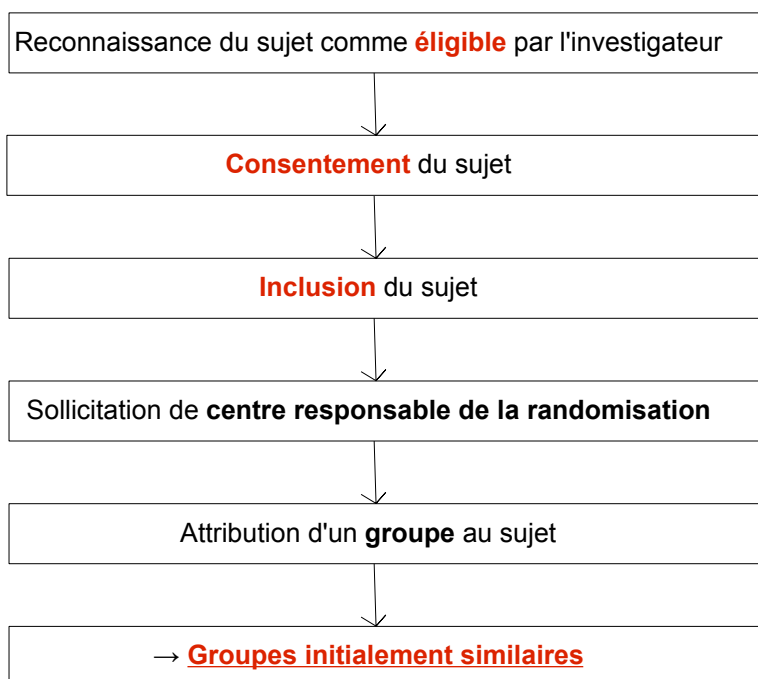 Reconnaissance du sujet comme éligible par l'investigateur
Consentement du sujet
Inclusion du sujet
Sollicitation de centre responsable de la randomisation
Attribution d'un groupe au sujet
→ Groupes initialement similaires